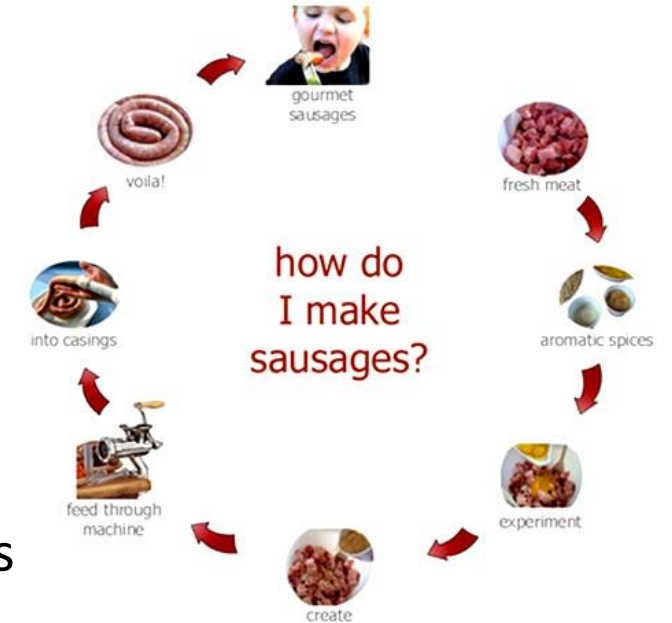 gourmet
sausages
fresh meat
aromatic spices
experiment
create
feed through
machine
into casings
voila!
how do
I make
sausages?
s